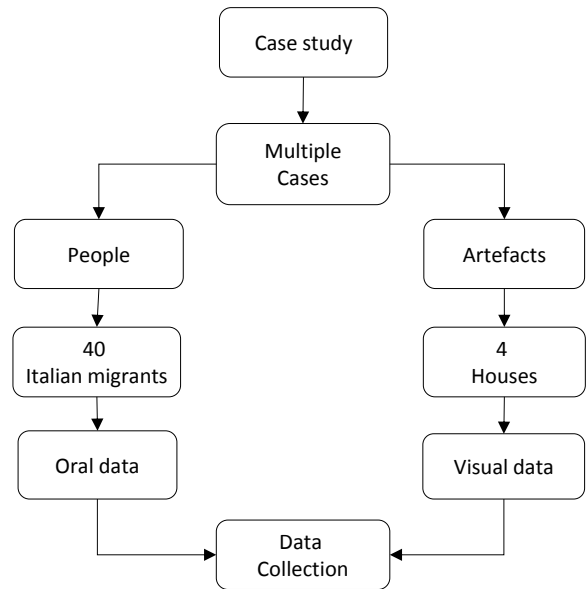 Case study
Multiple
Cases
People
Artefacts
40
Italian migrants
4
Houses
Oral data
Visual data
Data
Collection